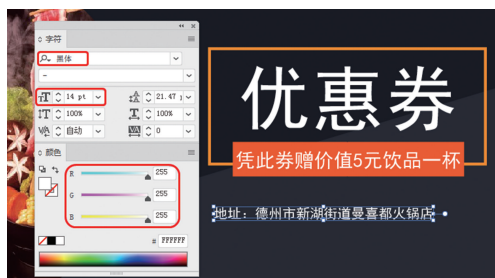 字符
黑体
-
14 pt
21.47 p
100%
100%
自动
0
颜色
R 255
G 255
B 255
# FFFFFF
优惠券
凭此券赠价值5元饮品一杯
地址：德州市新湖街道曼喜都火锅店